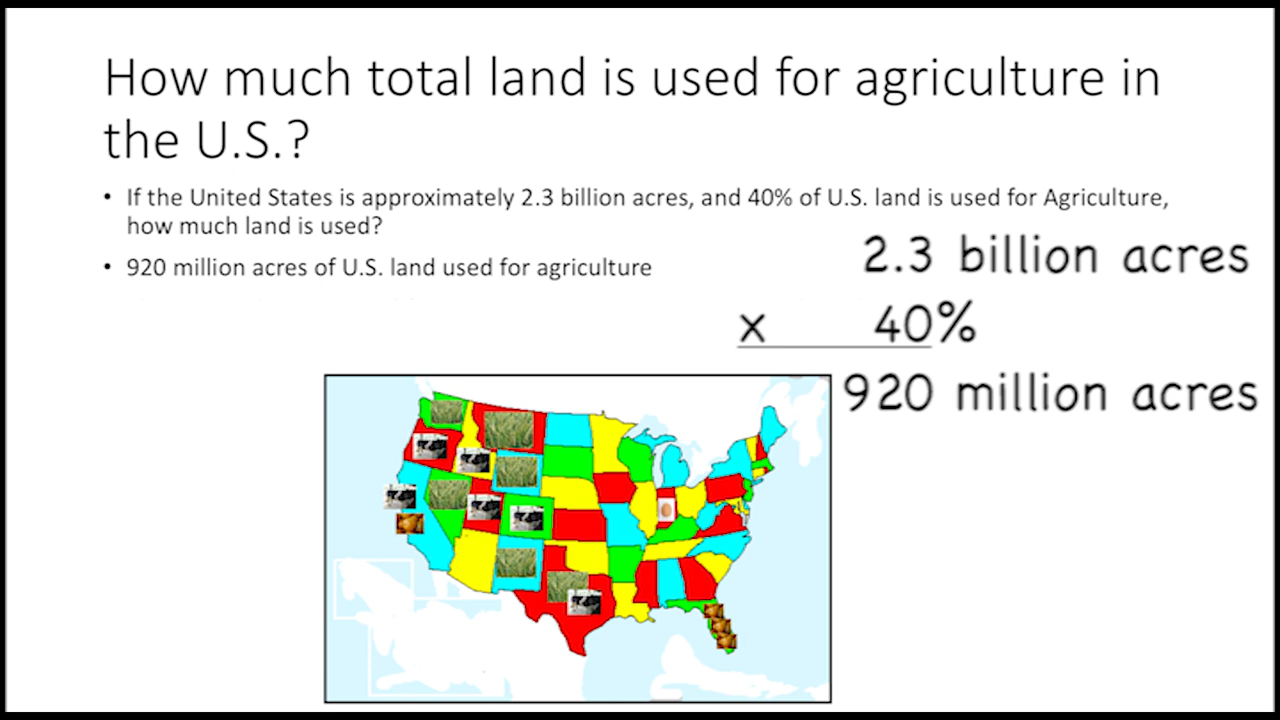 How much total land is used for agriculture in
the U.S.?
• If the United States is approximately 2.3 billion acres, and 40% of U.S. land is used for Agriculture,
how much land is used?
• 920 million acres of U.S. land used for agriculture
2.3 billion acres
x 40%
920 million acres